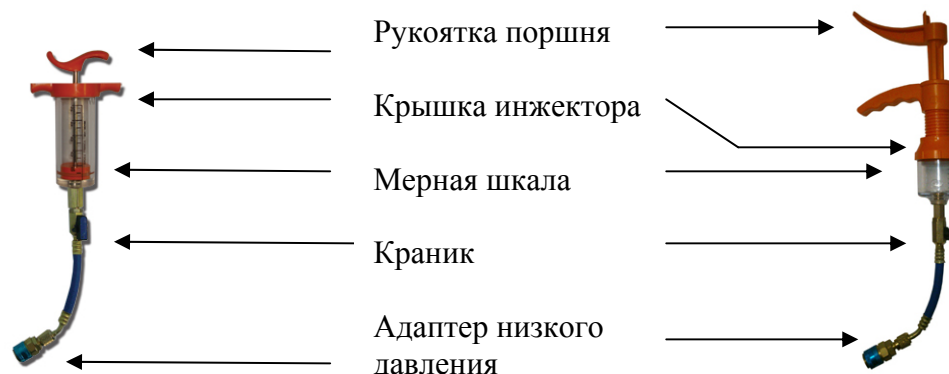 Рукоятка поршня
Крышка инжектора
Мерная шкала
Краник
Адаптер низкого
давления